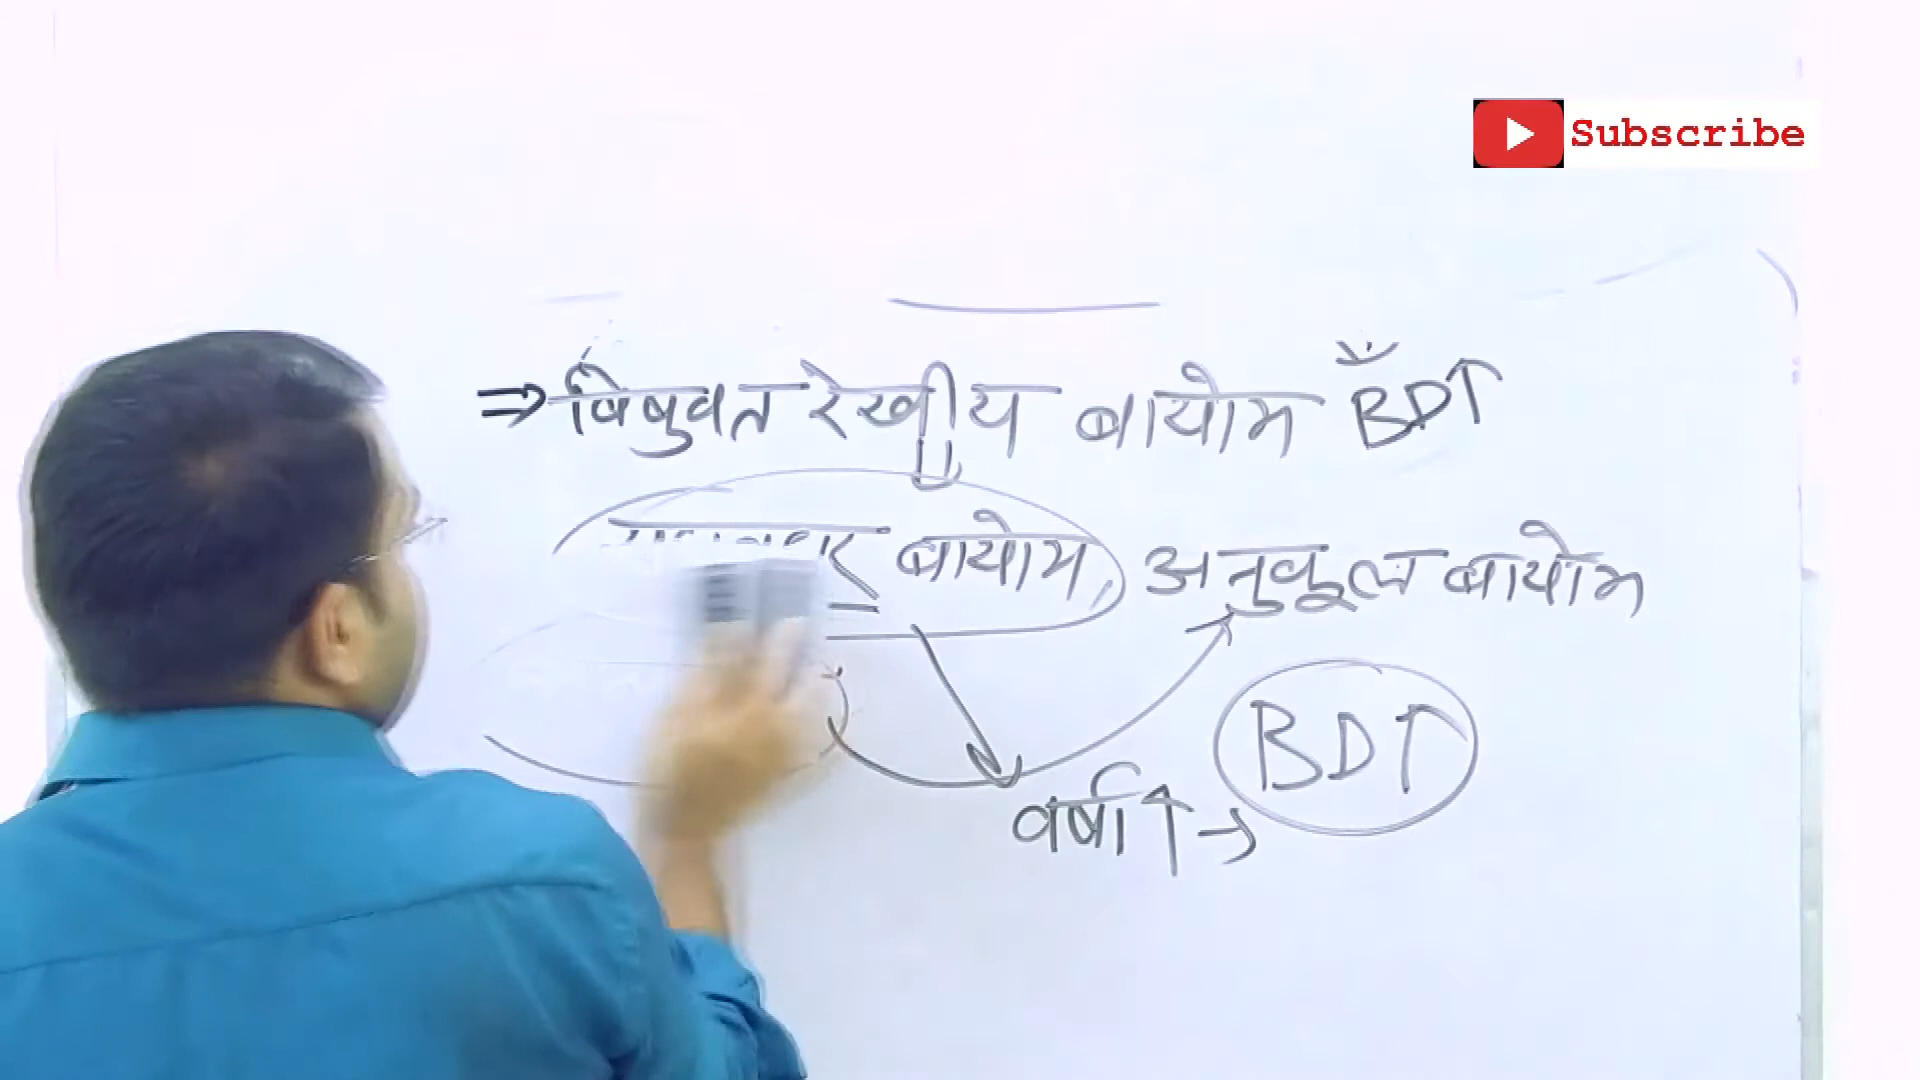 Subscribe
⇒ विषुवत रेखीय बायोम BDT
बायोम अनुकूल बायोम
BDT
वर्षा ↑ →